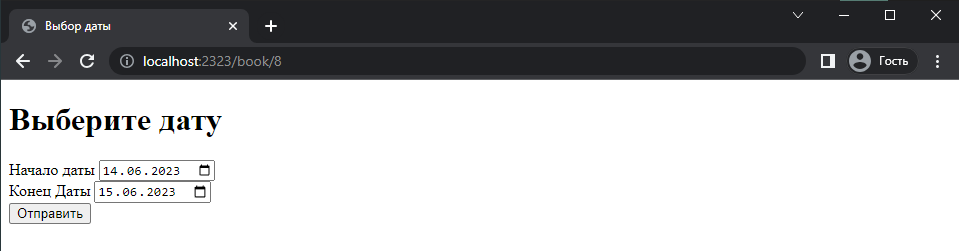 Выбор даты
localhost:2323/book/8
Гость
Выберите дату
Начало даты 14.06.2023
Конец Даты 15.06.2023
Отправить